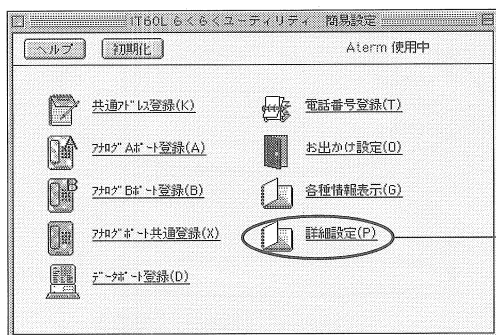 IT60L らくらくユーティリティ 簡易設定
ヘルプ 初期化 Aterm 使用中
共通ｱﾄﾞﾚｽ登録(K)
ｱﾅﾛｸﾞAﾎﾟｰﾄ登録(A)
ｱﾅﾛｸﾞBﾎﾟｰﾄ登録(B)
ｱﾅﾛｸﾞﾎﾟｰﾄ共通登録(X)
ﾃﾞｰﾀﾎﾟｰﾄ登録(D)
電話番号登録(T)
お出かけ設定(O)
各種情報表示(G)
詳細設定(P)